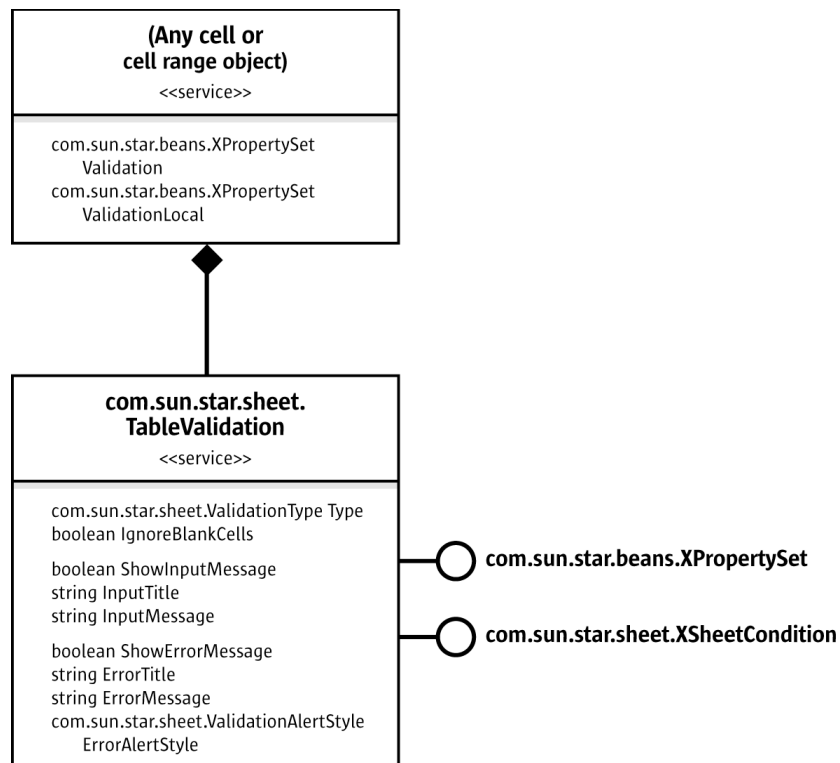 (Any cell or
cell range object)
<<service>>
com.sun.star.beans.XPropertySet
Validation
com.sun.star.beans.XPropertySet
ValidationLocal
com.sun.star.sheet.
TableValidation
<<service>>
com.sun.star.sheet.ValidationType Type
boolean IgnoreBlankCells
boolean ShowInputMessage
string InputTitle
string InputMessage
boolean ShowErrorMessage
string ErrorTitle
string ErrorMessage
com.sun.star.sheet.ValidationAlertStyle
ErrorAlertStyle
com.sun.star.beans.XPropertySet
com.sun.star.sheet.XSheetCondition